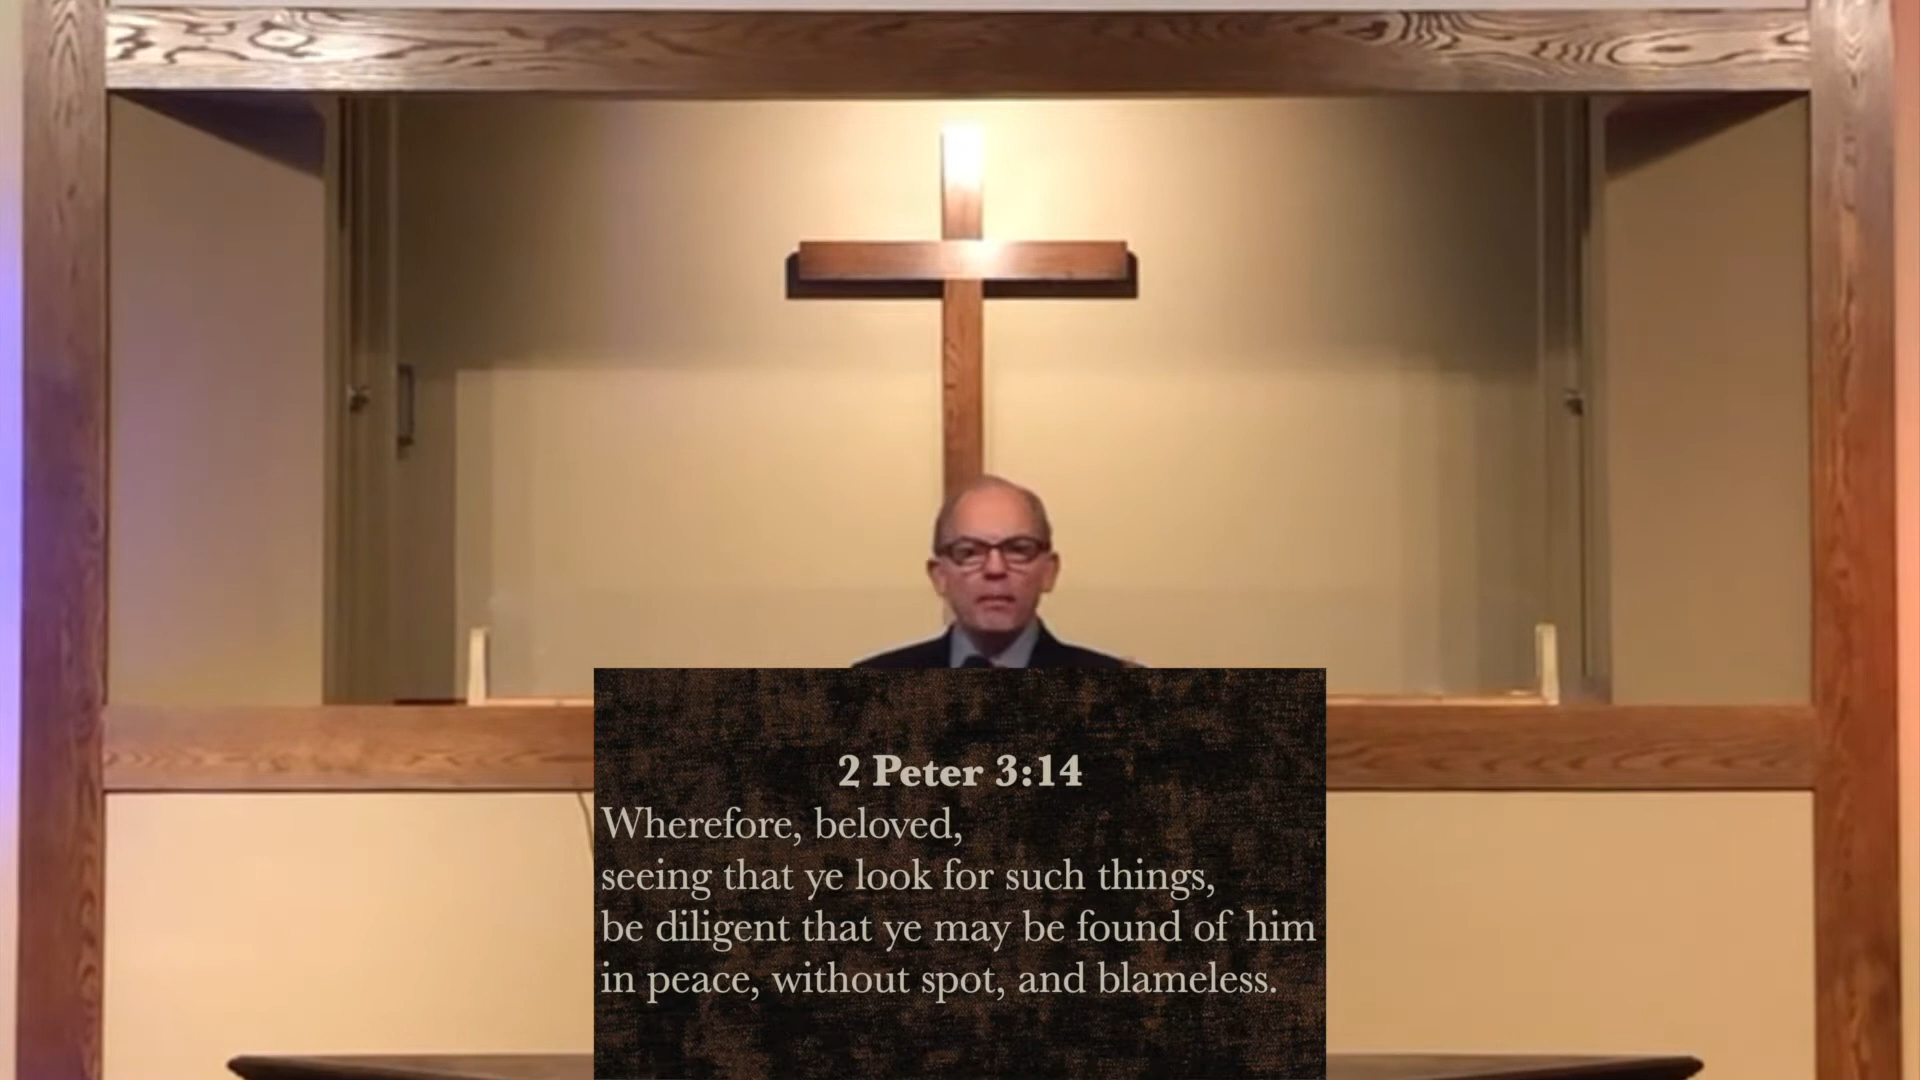 2 Peter 3:14
Wherefore, beloved,
seeing that ye look for such things,
be diligent that ye may be found of him
in peace, without spot, and blameless.